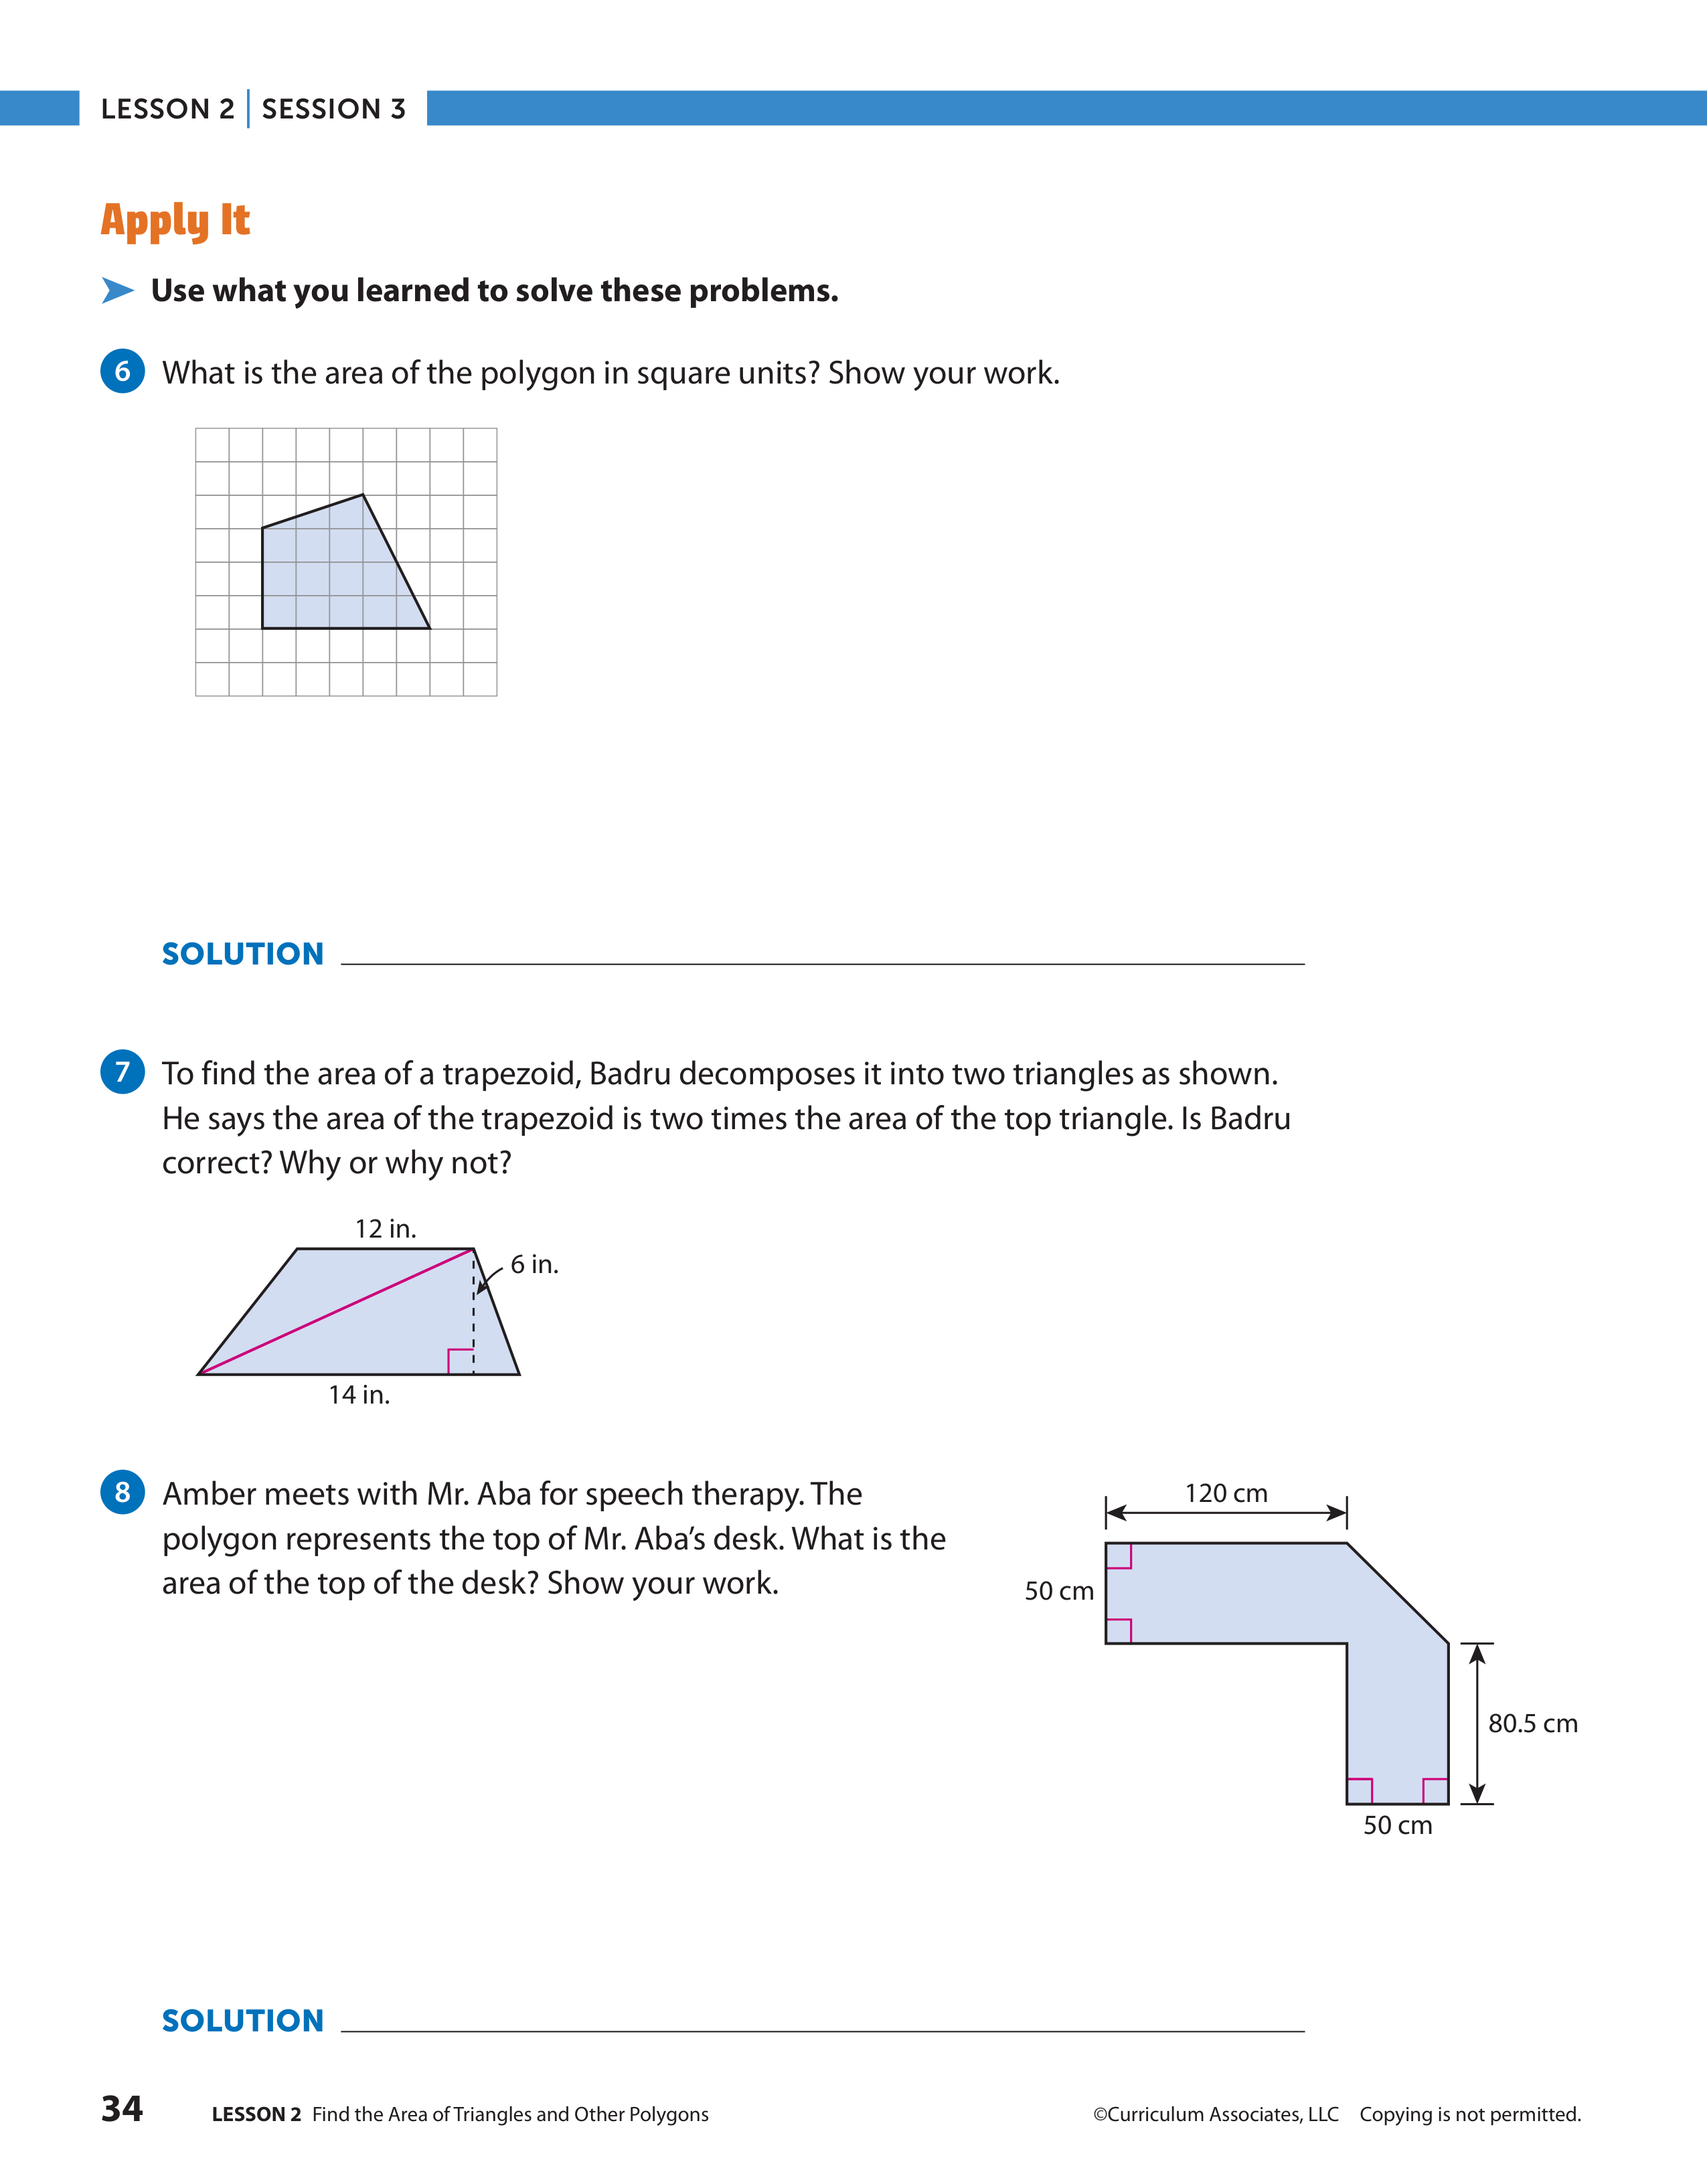 LESSON 2 | SESSION 3
Apply It
Use what you learned to solve these problems.
6 What is the area of the polygon in square units? Show your work.
SOLUTION
7 To find the area of a trapezoid, Badru decomposes it into two triangles as shown.
He says the area of the trapezoid is two times the area of the top triangle. Is Badru
correct? Why or why not?
12 in.
6 in.
14 in.
8 Amber meets with Mr. Aba for speech therapy. The
polygon represents the top of Mr. Aba’s desk. What is the
area of the top of the desk? Show your work.
120 cm
50 cm
80.5 cm
50 cm
SOLUTION
34 LESSON 2 Find the Area of Triangles and Other Polygons ©Curriculum Associates, LLC Copying is not permitted.